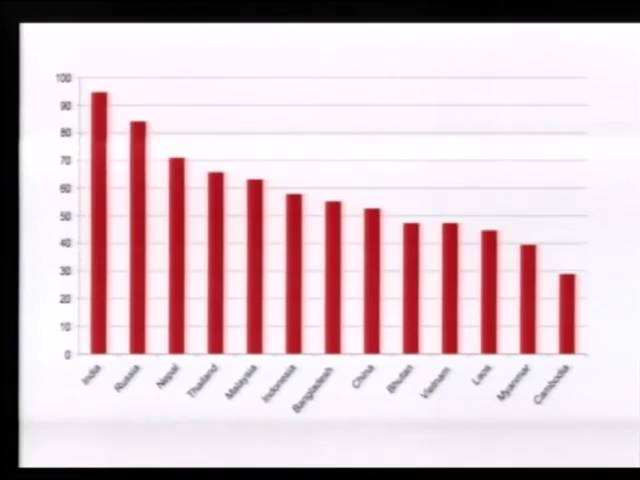 100
90
80
70
60
50
40
30
20
10
0
India
Russia
Nepal
Thailand
Malaysia
Indonesia
Bangladesh
China
Bhutan
Vietnam
Laos
Myanmar
Cambodia